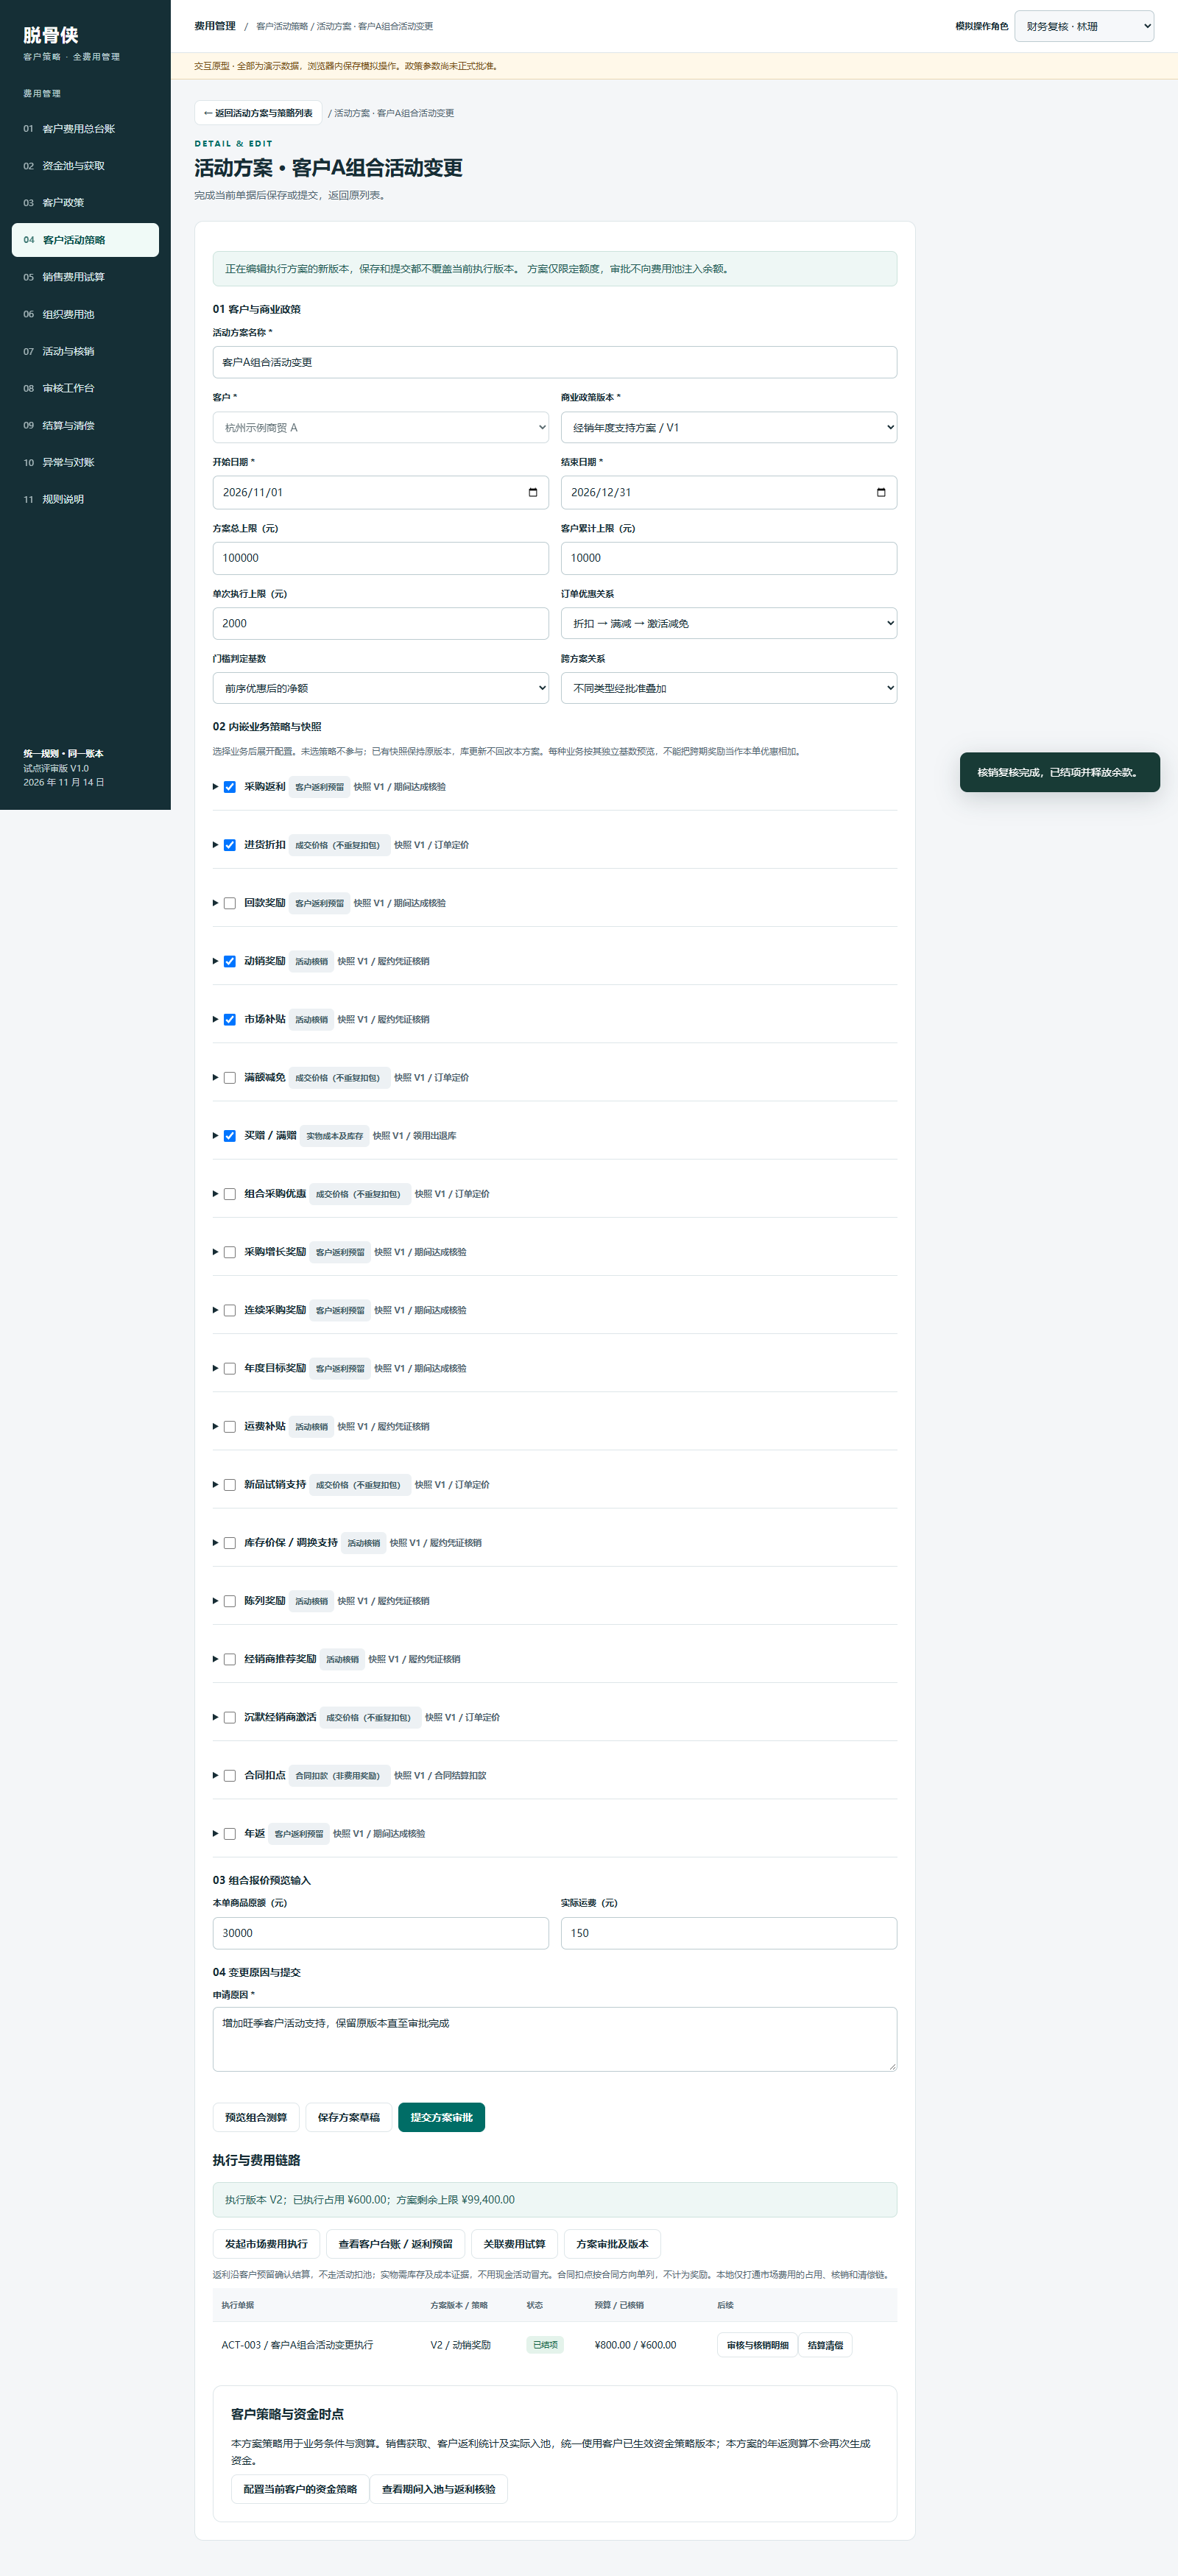 脱骨侠
客户策略 · 全费用管理
费用管理
01 客户费用总台账
02 资金池与获取
03 客户政策
04 客户活动策略
05 销售费用试算
06 组织费用池
07 活动与核销
08 审核工作台
09 结算与清偿
10 异常与对账
11 规则说明
统一规则 · 同一账本
试点评审版 V1.0
2026 年 11 月 14 日
费用管理 / 客户活动策略 / 活动方案 · 客户A组合活动变更
模拟操作角色 财务复核 · 林珊
交互原型 · 全部为演示数据，浏览器内保存模拟操作。政策参数尚未正式批准。
← 返回活动方案与策略列表 / 活动方案 · 客户A组合活动变更
DETAIL & EDIT
活动方案 · 客户A组合活动变更
完成当前单据后保存或提交，返回原列表。
正在编辑执行方案的新版本，保存和提交都不覆盖当前执行版本。 方案仅限定额度，审批不向费用池注入余额。
01 客户与商业政策
活动方案名称 *
客户A组合活动变更
客户 * 商业政策版本 *
杭州示例商贸 A 经销年度支持方案 / V1
开始日期 * 结束日期 *
2026/11/01 2026/12/31
方案总上限（元） 客户累计上限（元）
100000 10000
单次执行上限（元） 订单优惠关系
2000 折扣 → 满减 → 激活减免
门槛判定基数 跨方案关系
前序优惠后的净额 不同类型经批准叠加
02 内嵌业务策略与快照
选择业务后展开配置。未选策略不参与；已有快照保持原版本，库更新不回改本方案。每种业务按其独立基数预览，不能把跨期奖励当作本单优惠相加。
采购返利 客户返利预留 快照 V1 / 期间达成核验
进货折扣 成交价格（不重复扣包） 快照 V1 / 订单定价
回款奖励 客户返利预留 快照 V1 / 期间达成核验
动销奖励 活动核销 快照 V1 / 履约凭证核销
市场补贴 活动核销 快照 V1 / 履约凭证核销
满额减免 成交价格（不重复扣包） 快照 V1 / 订单定价
买赠 / 满赠 实物成本及库存 快照 V1 / 领用出退库
组合采购优惠 成交价格（不重复扣包） 快照 V1 / 订单定价
采购增长奖励 客户返利预留 快照 V1 / 期间达成核验
连续采购奖励 客户返利预留 快照 V1 / 期间达成核验
年度目标奖励 客户返利预留 快照 V1 / 期间达成核验
运费补贴 活动核销 快照 V1 / 履约凭证核销
新品试销支持 成交价格（不重复扣包） 快照 V1 / 订单定价
库存价保 / 调换支持 活动核销 快照 V1 / 履约凭证核销
陈列奖励 活动核销 快照 V1 / 履约凭证核销
经销商推荐奖励 活动核销 快照 V1 / 履约凭证核销
沉默经销商激活 成交价格（不重复扣包） 快照 V1 / 订单定价
合同扣点 合同扣款（非费用奖励） 快照 V1 / 合同结算扣款
年返 客户返利预留 快照 V1 / 期间达成核验
03 组合报价预览输入
本单商品原额（元） 实际运费（元）
30000 150
04 变更原因与提交
申请原因 *
增加旺季客户活动支持，保留原版本直至审批完成
预览组合测算 保存方案草稿 提交方案审批
执行与费用链路
执行版本 V2；已执行占用 ¥600.00；方案剩余上限 ¥99,400.00
发起市场费用执行 查看客户台账 / 返利预留 关联费用试算 方案审批及版本
返利沿客户预留确认结算，不走活动扣池；实物需库存及成本证据，不用现金活动冒充。合同扣点按合同方向单列，不计为奖励。本地仅打通市场费用的占用、核销和清偿链。
执行单据 方案版本 / 策略 状态 预算 / 已核销 后续
ACT-003 / 客户A组合活动变更执行 V2 / 动销奖励 已结项 ¥800.00 / ¥600.00 审核与核销明细 结算清偿
客户策略与资金时点
本方案策略用于业务条件与测算。销售获取、客户返利统计及实际入池，统一使用客户已生效资金策略版本；本方案的年返测算不会再次生成
资金。
配置当前客户的资金策略 查看期间入池与返利核验
核销复核完成，已结项并释放余款。